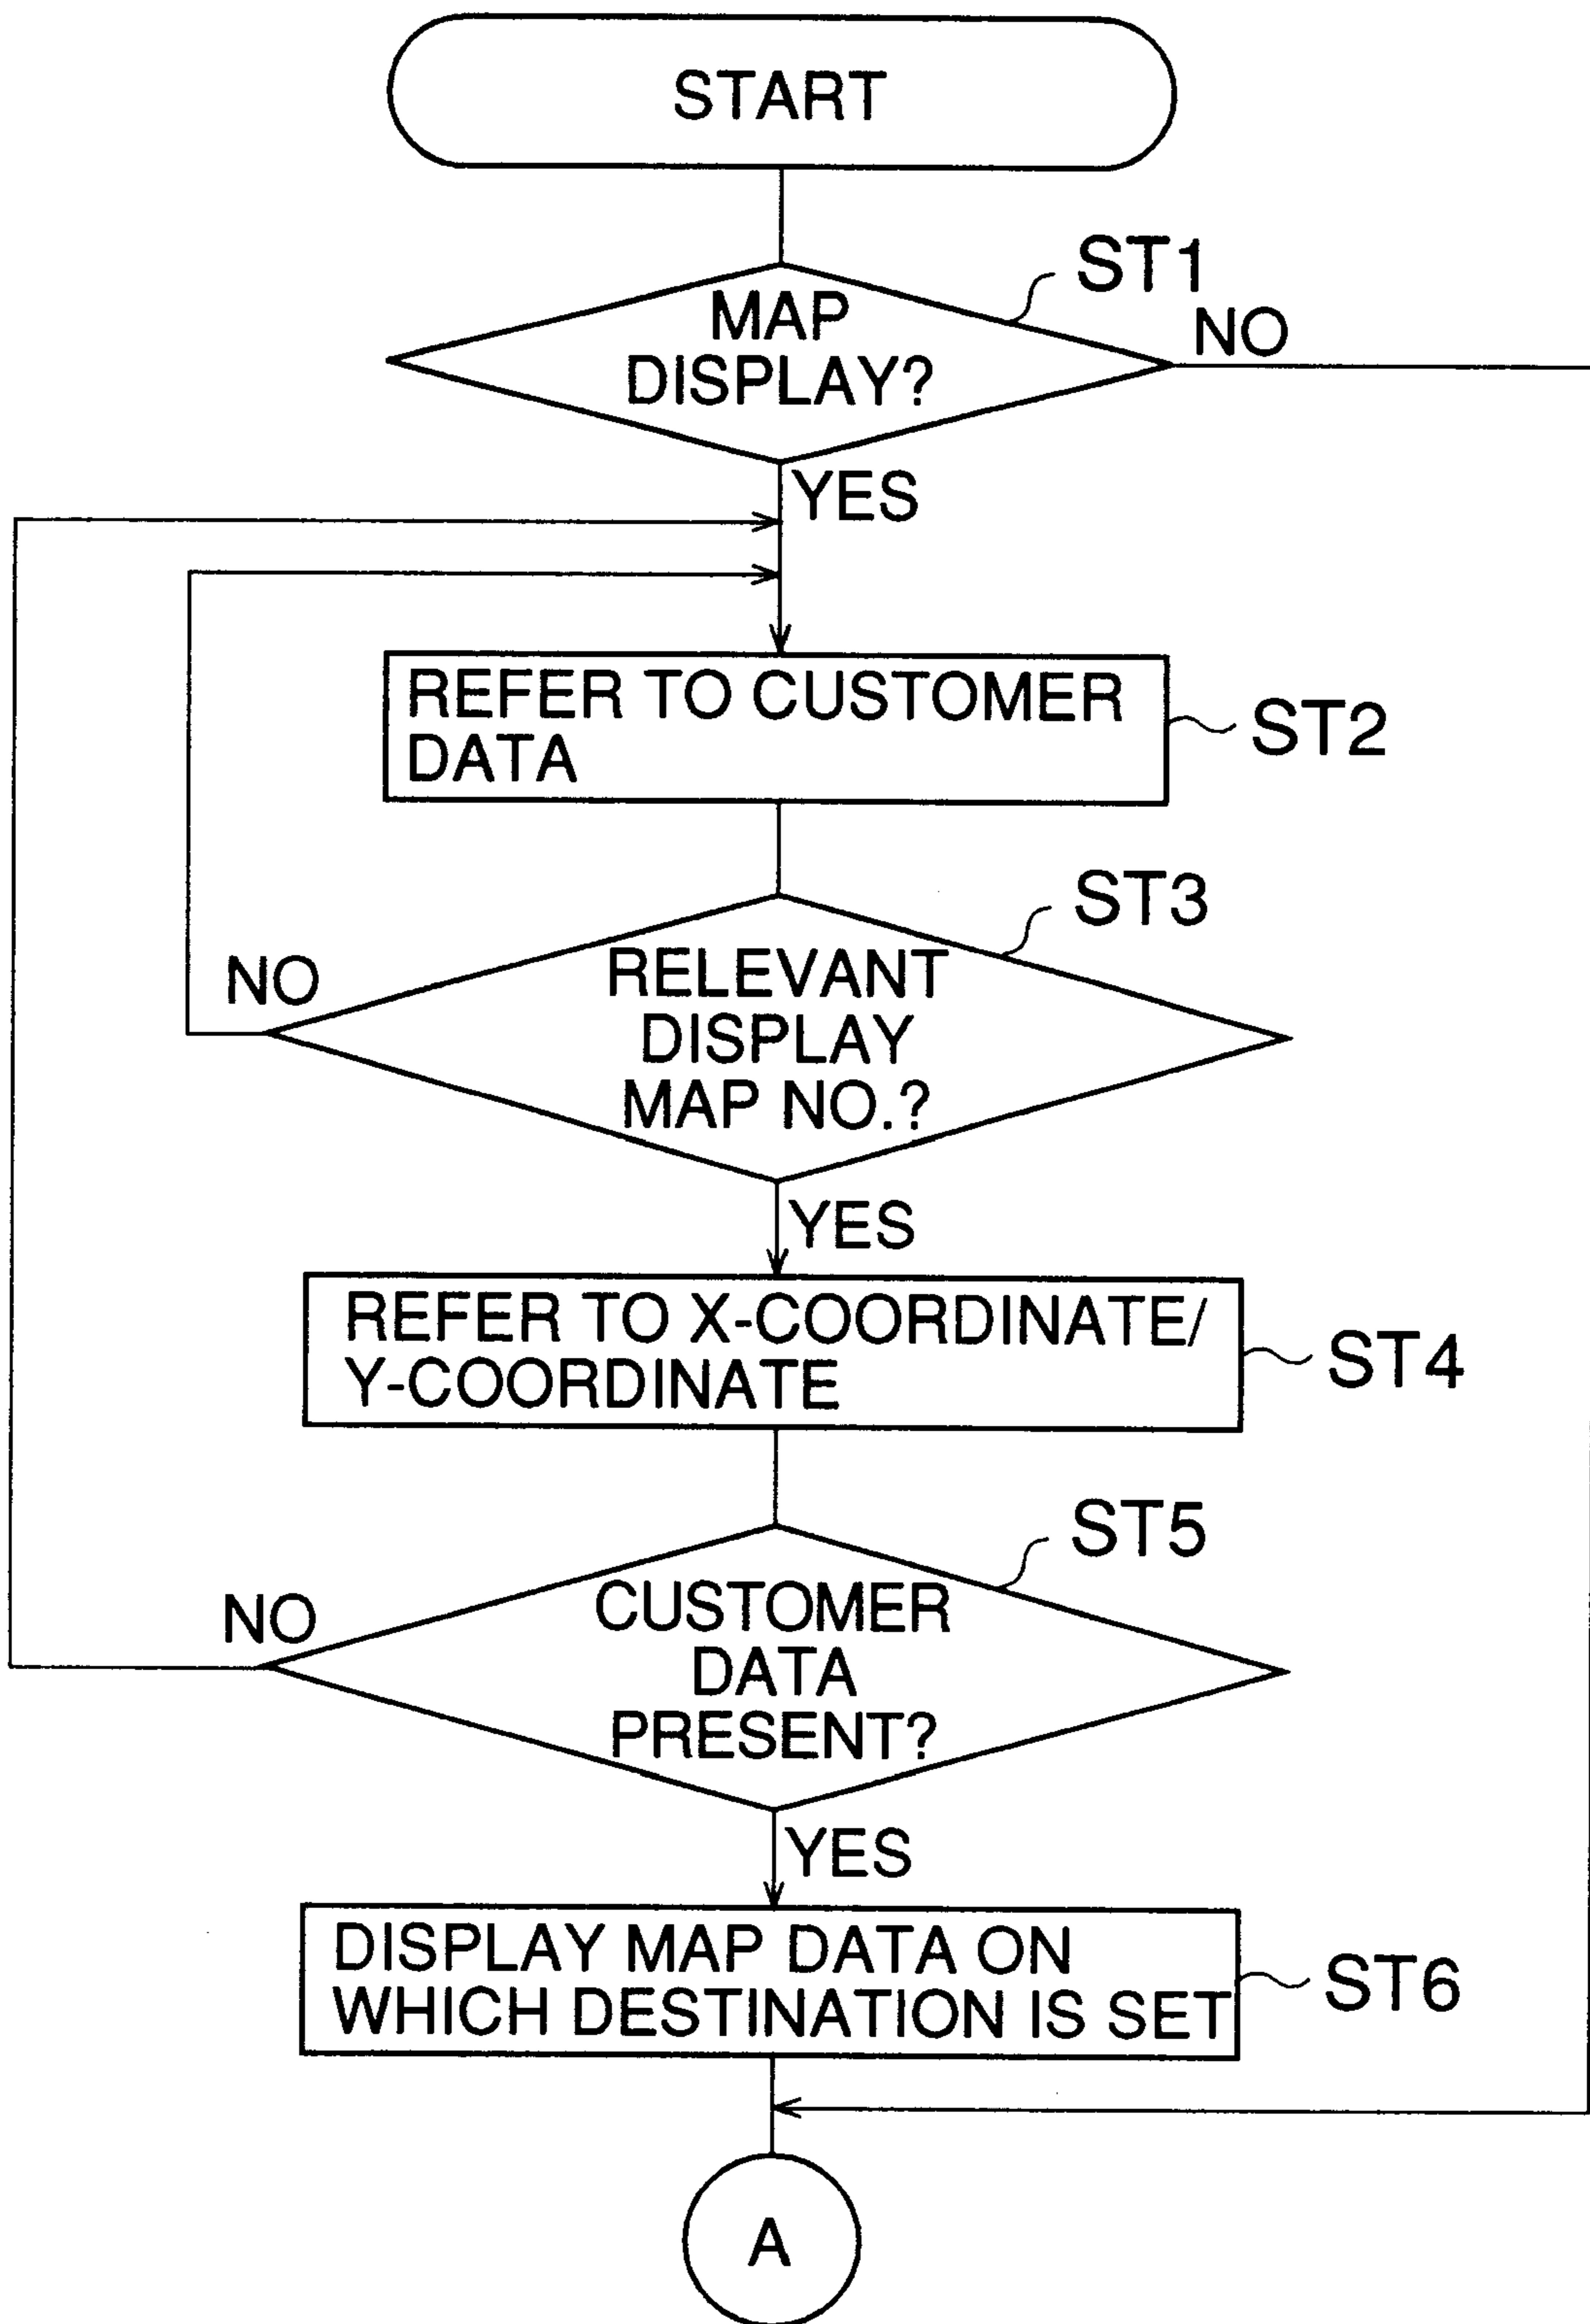 START
ST1
MAP
NO
DISPLAY?
YES
REFER TO CUSTOMER
DATA
ST2
ST3
RELEVANT
NO
DISPLAY
MAP NO.?
YES
REFER TO X-COORDINATE/
Y-COORDINATE
ST4
ST5
CUSTOMER
NO
DATA
PRESENT?
YES
DISPLAY MAP DATA ON
WHICH DESTINATION IS SET
ST6
A